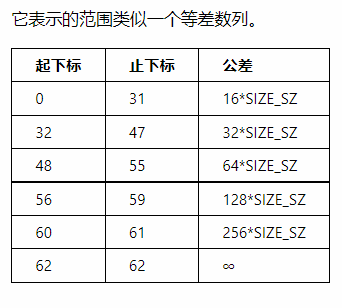 它表示的范围类似一个等差数列。
起下标 止下标 公差
0 31 16*SIZE_SZ
32 47 32*SIZE_SZ
48 55 64*SIZE_SZ
56 59 128*SIZE_SZ
60 61 256*SIZE_SZ
62 62 ∞